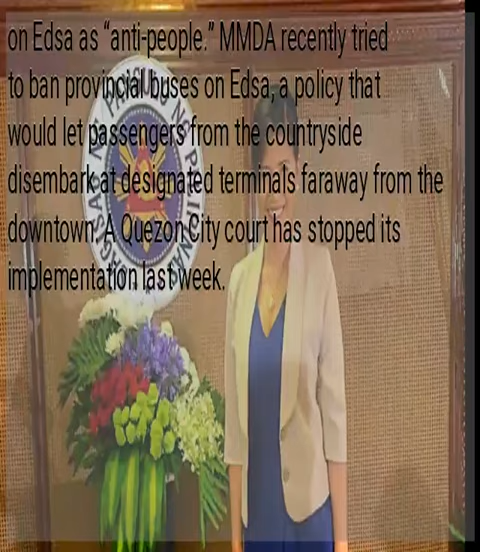 on Edsa as “anti-people.” MMDA recently tried
to ban provincial buses on Edsa, a policy that
would let passengers from the countryside
disembark at designated terminals faraway from the
downtown. A Quezon City court has stopped its
implementation last week.